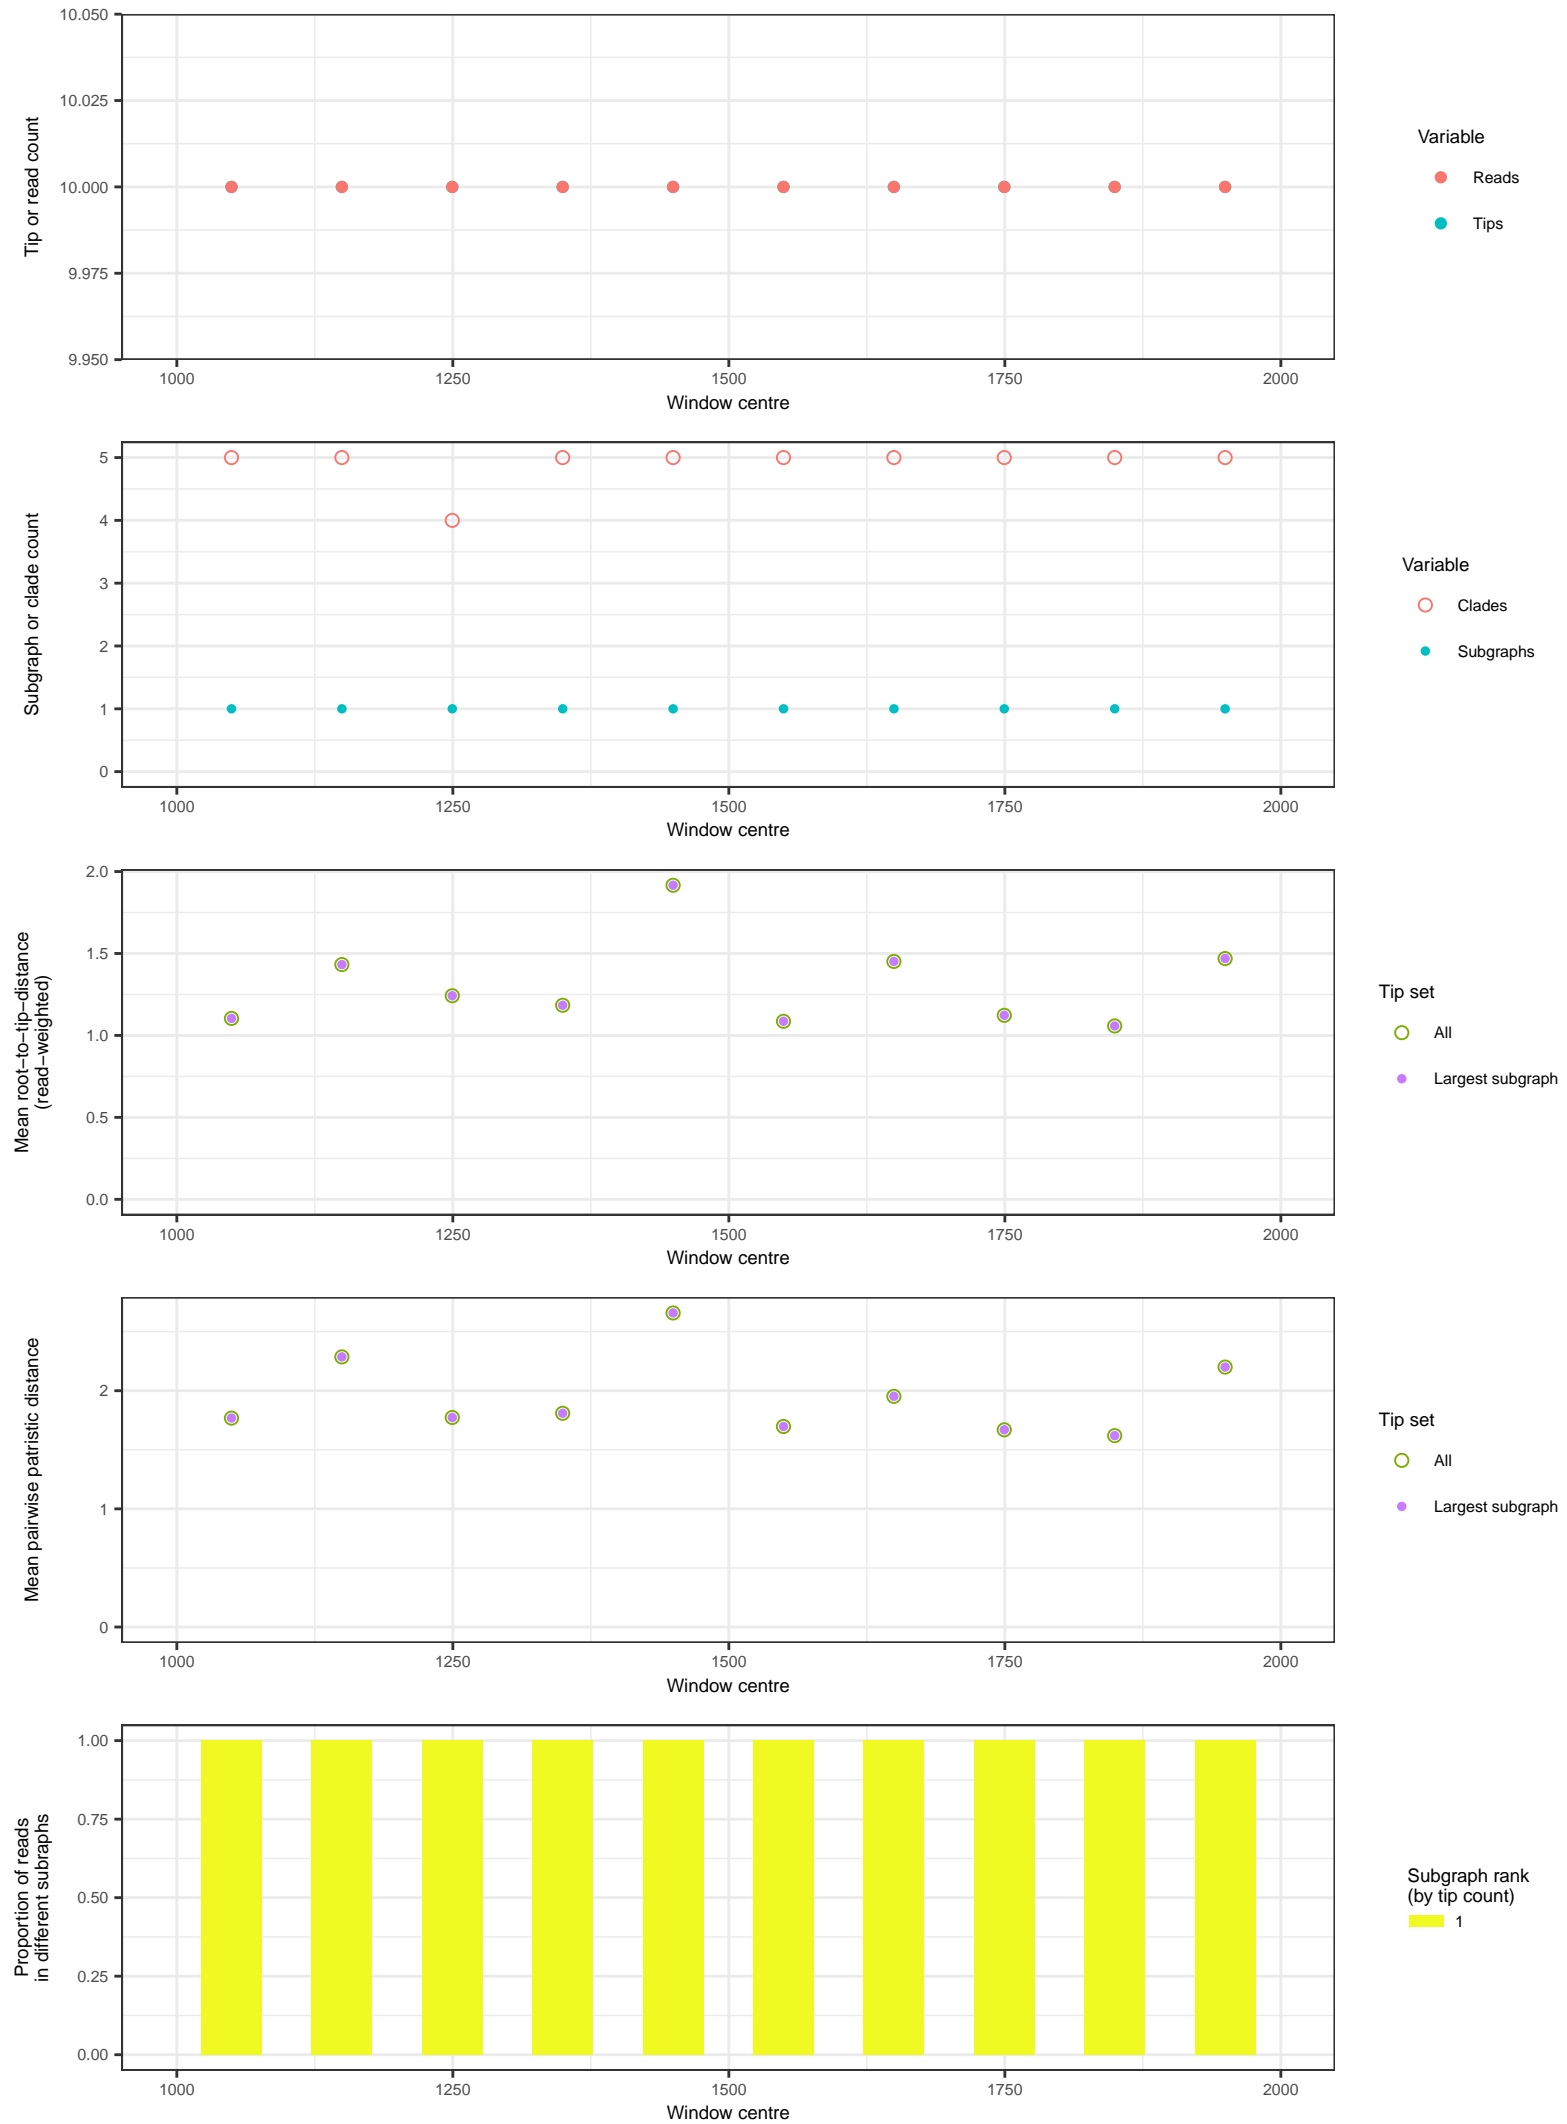 10.050
10.025
10.000
9.975
9.950
Tip or read count
1000 1250 1500 1750 2000
Window centre
Variable
Reads
Tips
5
4
3
2
1
0
Subgraph or clade count
1000 1250 1500 1750 2000
Window centre
Variable
Clades
Subgraphs
2.0
1.5
1.0
0.5
0.0
Mean root−to−tip−distance
(read−weighted)
1000 1250 1500 1750 2000
Window centre
Tip set
All
Largest subgraph
2
1
0
Mean pairwise patristic distance
1000 1250 1500 1750 2000
Window centre
Tip set
All
Largest subgraph
1.00
0.75
0.50
0.25
0.00
Proportion of reads
in different subraphs
1000 1250 1500 1750 2000
Window centre
Subgraph rank
(by tip count)
1